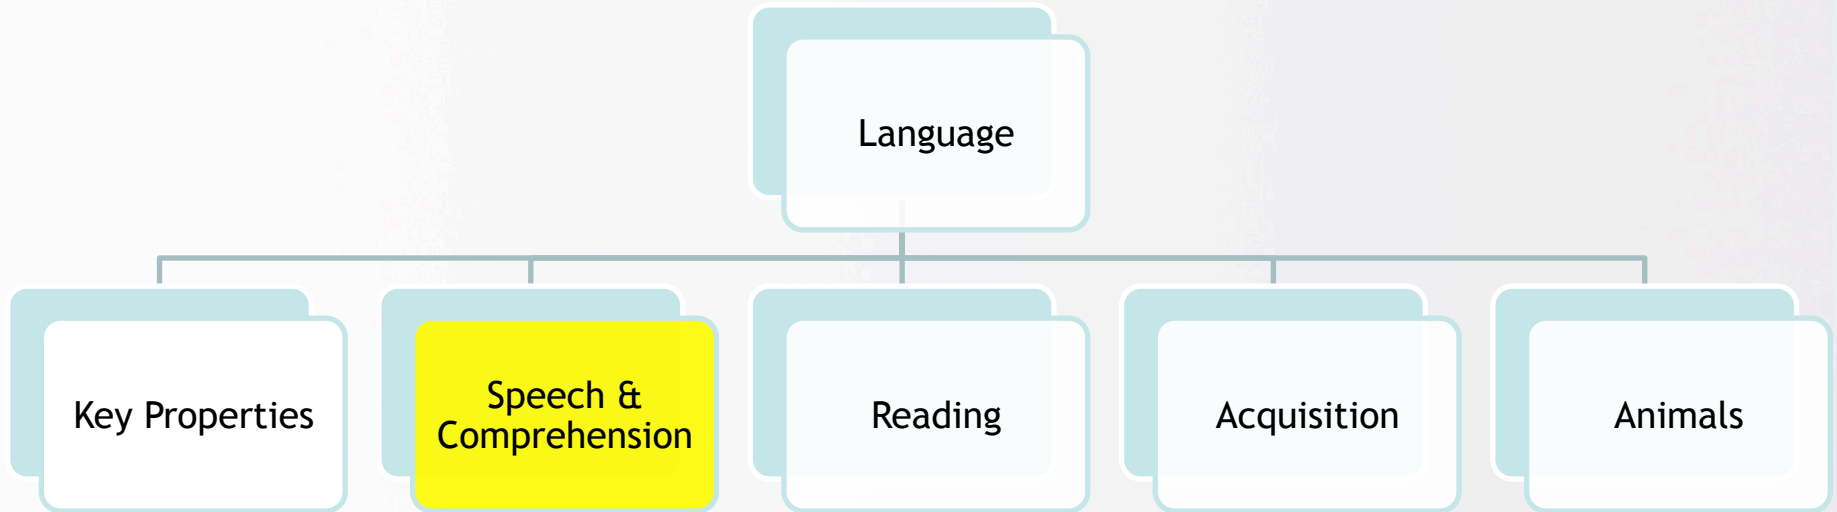 Language
Key Properties
Speech &
Comprehension
Reading
Acquisition
Animals